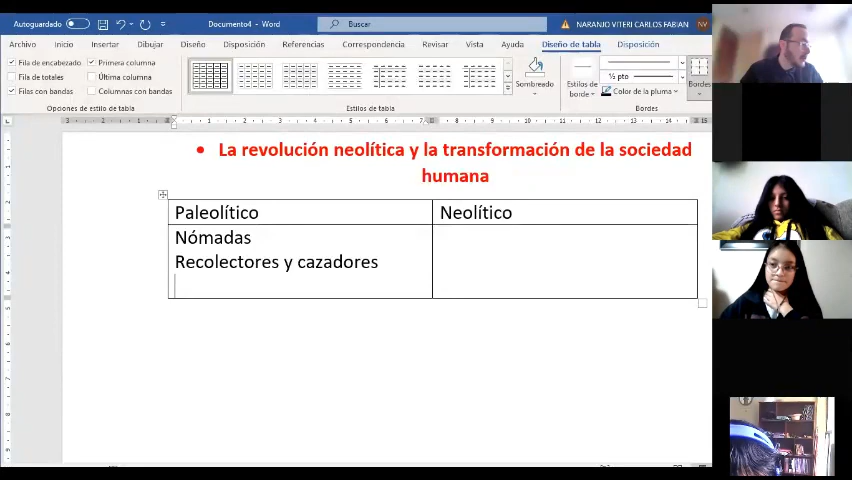 Autoguardado
Documento4 - Word
Buscar
NARANJO VITERI CARLOS FABIAN
NV
Archivo
Inicio
Insertar
Dibujar
Diseño
Disposición
Referencias
Correspondencia
Revisar
Vista
Ayuda
Diseño de tabla
Disposición
Fila de encabezado
Primera columna
Fila de totales
Última columna
Filas con bandas
Columnas con bandas
Opciones de estilo de tabla
Estilos de tabla
Sombreado
Estilos de borde
½ pto
Color de la pluma
Bordes
Bordes
• La revolución neolítica y la transformación de la sociedad
humana
Paleolítico
Neolítico
Nómadas
Recolectores y cazadores